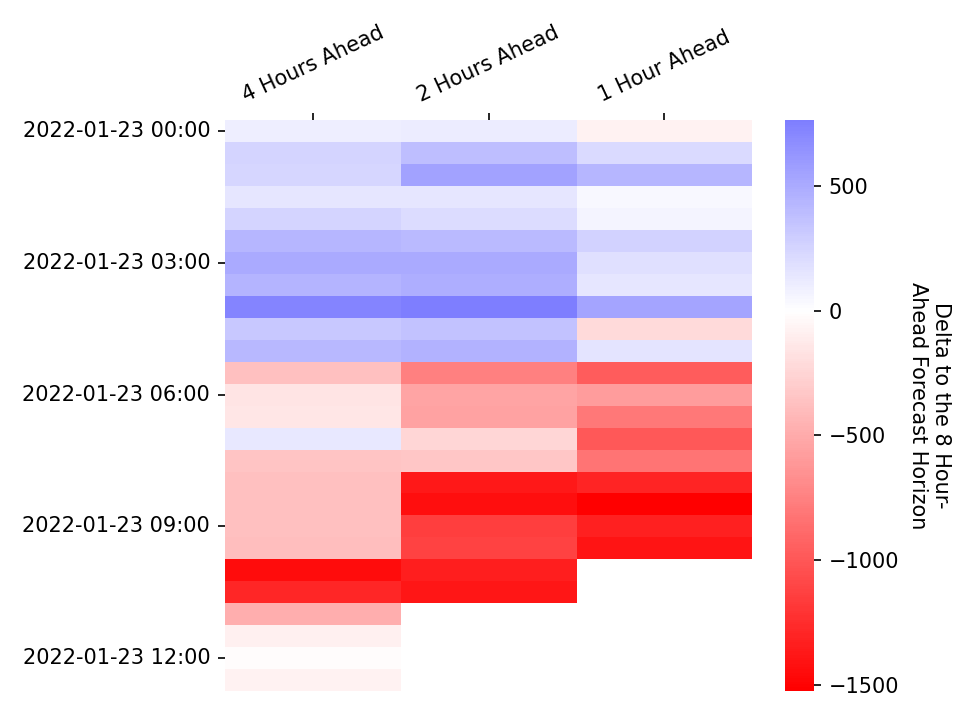 4 Hours Ahead
2 Hours Ahead
1 Hour Ahead
2022-01-23 00:00
2022-01-23 03:00
2022-01-23 06:00
2022-01-23 09:00
2022-01-23 12:00
500
0
−500
−1000
−1500
Delta to the 8 Hour-
Ahead Forecast Horizon